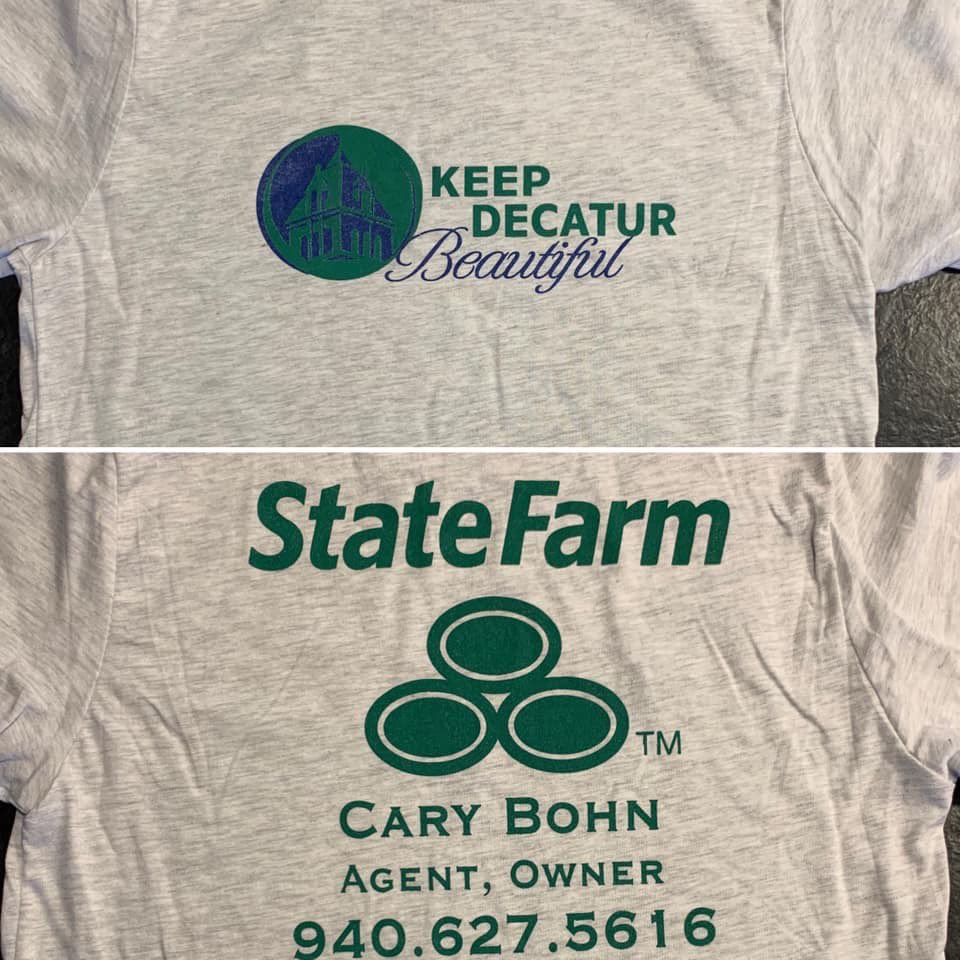 KEEP
DECATUR
Beautiful
State Farm
TM
CARY BOHN
AGENT, OWNER
940.627.5616